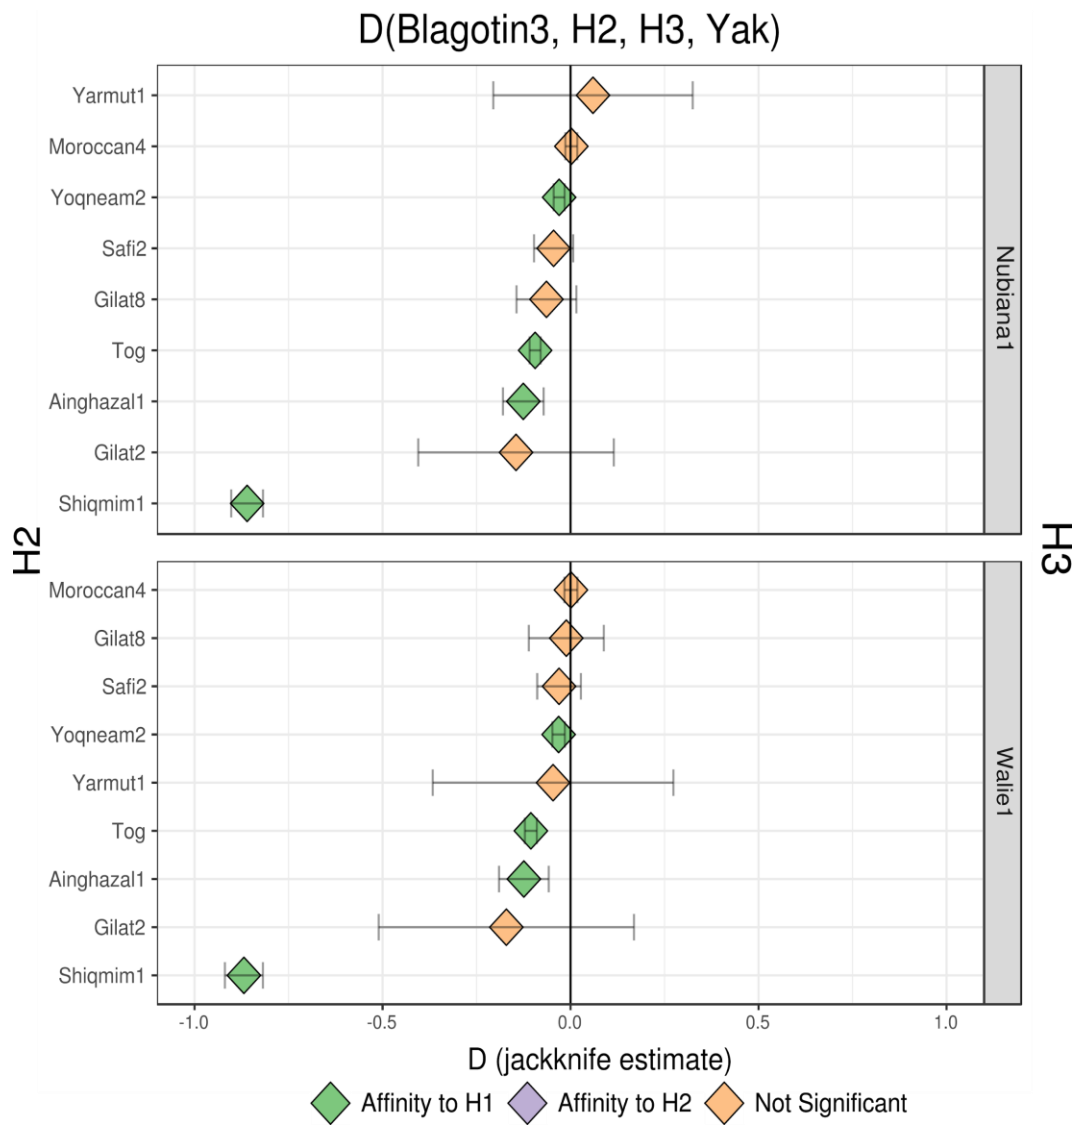 D(Blagotin3, H2, H3, Yak)
Yarmut1
Moroccan4
Yoqneam2
Safi2
Gilat8
Tog
Ainghazal1
Gilat2
Shiqmim1
Nubiana1
H2
H3
Moroccan4
Gilat8
Safi2
Yoqneam2
Yarmut1
Tog
Ainghazal1
Gilat2
Shiqmim1
Walie1
-1.0 -0.5 0.0 0.5 1.0
D (jackknife estimate)
Affinity to H1 Affinity to H2 Not Significant